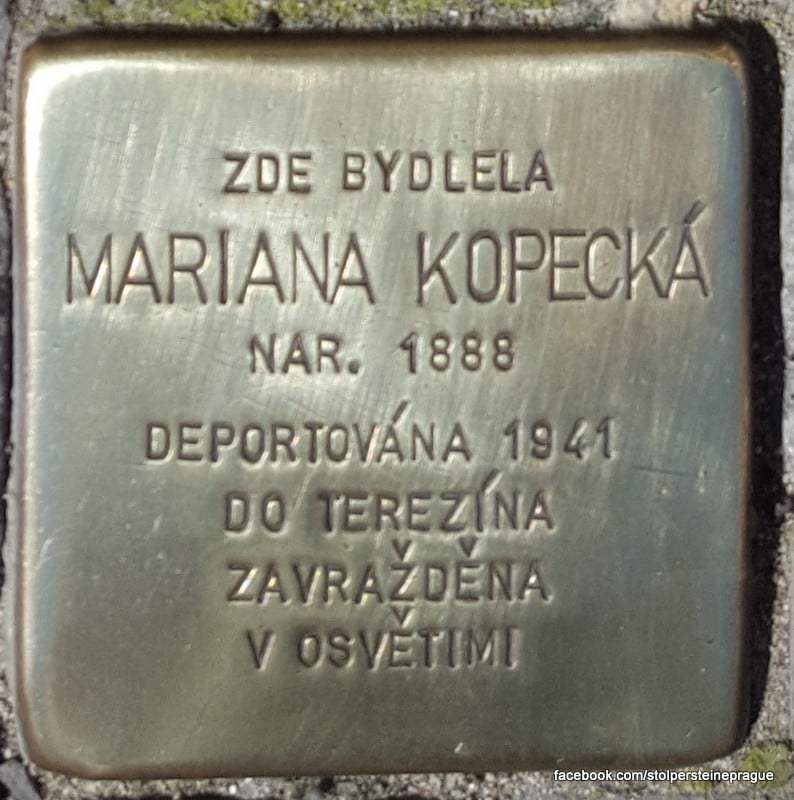 ZDE BYDLELA
MARIANA KOPECKÁ
NAR. 1888
DEPORTOVÁNA 1941
DO TEREZÍNA
ZAVRAŽDĚNA
V OSVĚTIMI
facebook.com/stolpersteineprague